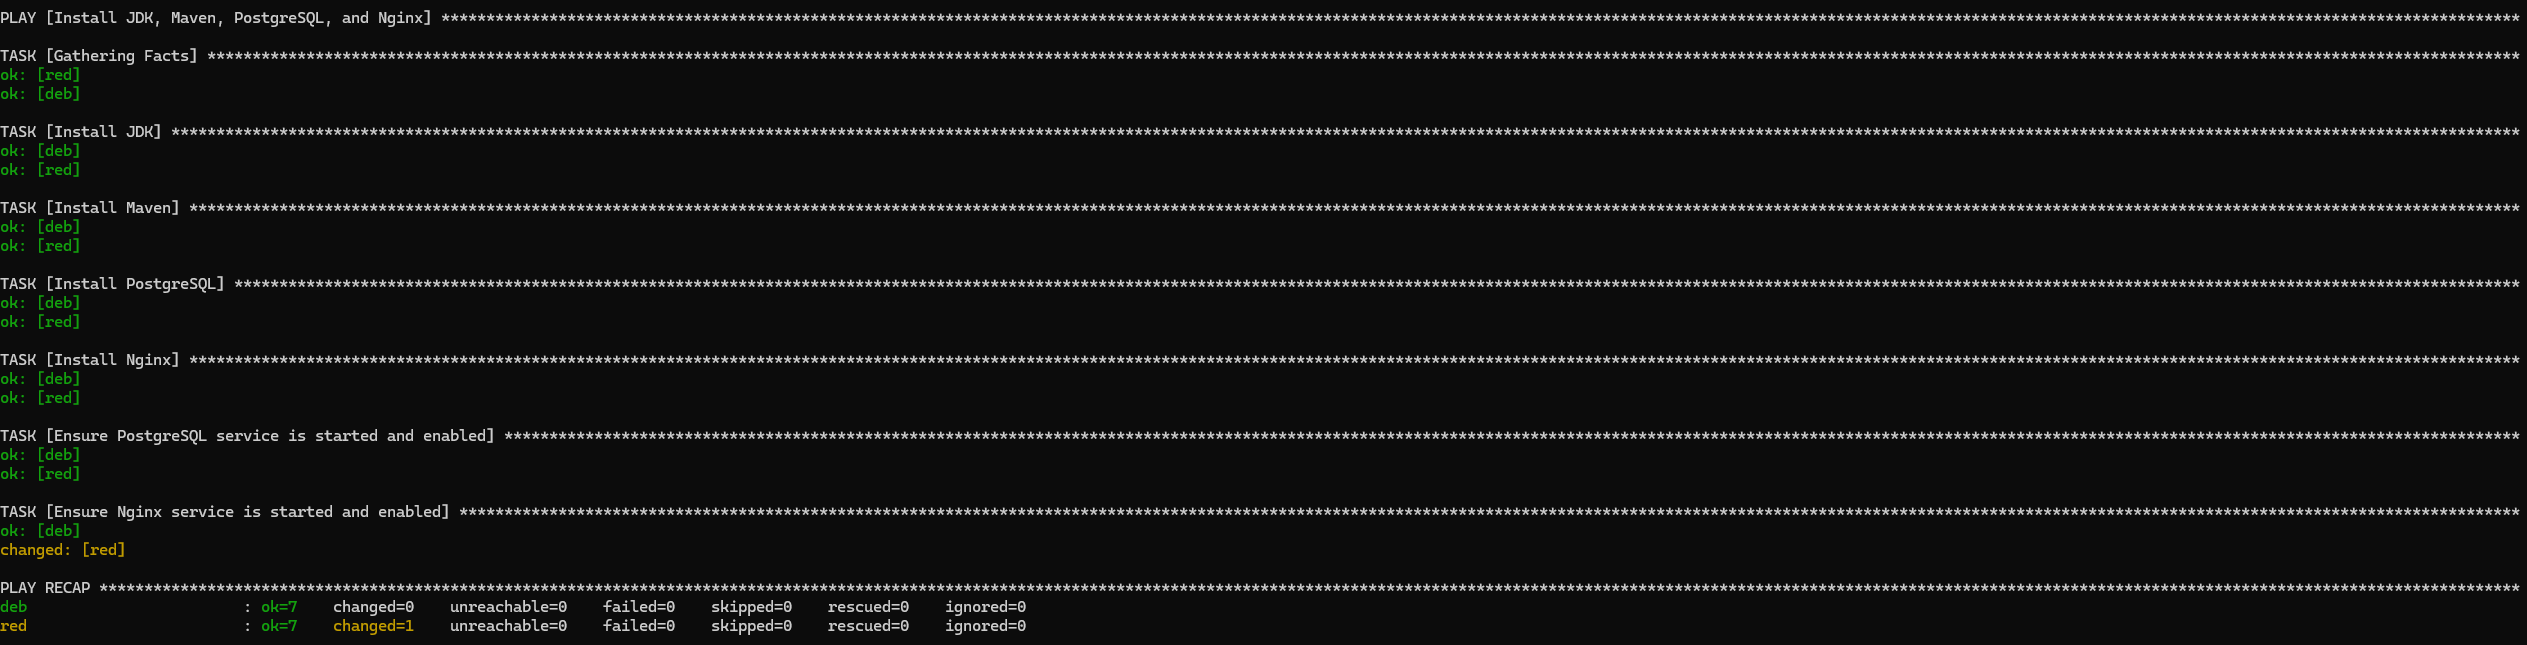 PLAY [Install JDK, Maven, PostgreSQL, and Nginx] ***************************************************************************************************************************************************************************************
TASK [Gathering Facts] *****************************************************************************************************************************************************************************************************************
ok: [red]
ok: [deb]
TASK [Install JDK] *********************************************************************************************************************************************************************************************************************
ok: [deb]
ok: [red]
TASK [Install Maven] *******************************************************************************************************************************************************************************************************************
ok: [deb]
ok: [red]
TASK [Install PostgreSQL] **************************************************************************************************************************************************************************************************************
ok: [deb]
ok: [red]
TASK [Install Nginx] *******************************************************************************************************************************************************************************************************************
ok: [deb]
ok: [red]
TASK [Ensure PostgreSQL service is started and enabled] ********************************************************************************************************************************************************************************
ok: [deb]
ok: [red]
TASK [Ensure Nginx service is started and enabled] *************************************************************************************************************************************************************************************
ok: [deb]
changed: [red]
PLAY RECAP *****************************************************************************************************************************************************************************************************************************
deb                        : ok=7    changed=0    unreachable=0    failed=0    skipped=0    rescued=0    ignored=0
red                        : ok=7    changed=1    unreachable=0    failed=0    skipped=0    rescued=0    ignored=0